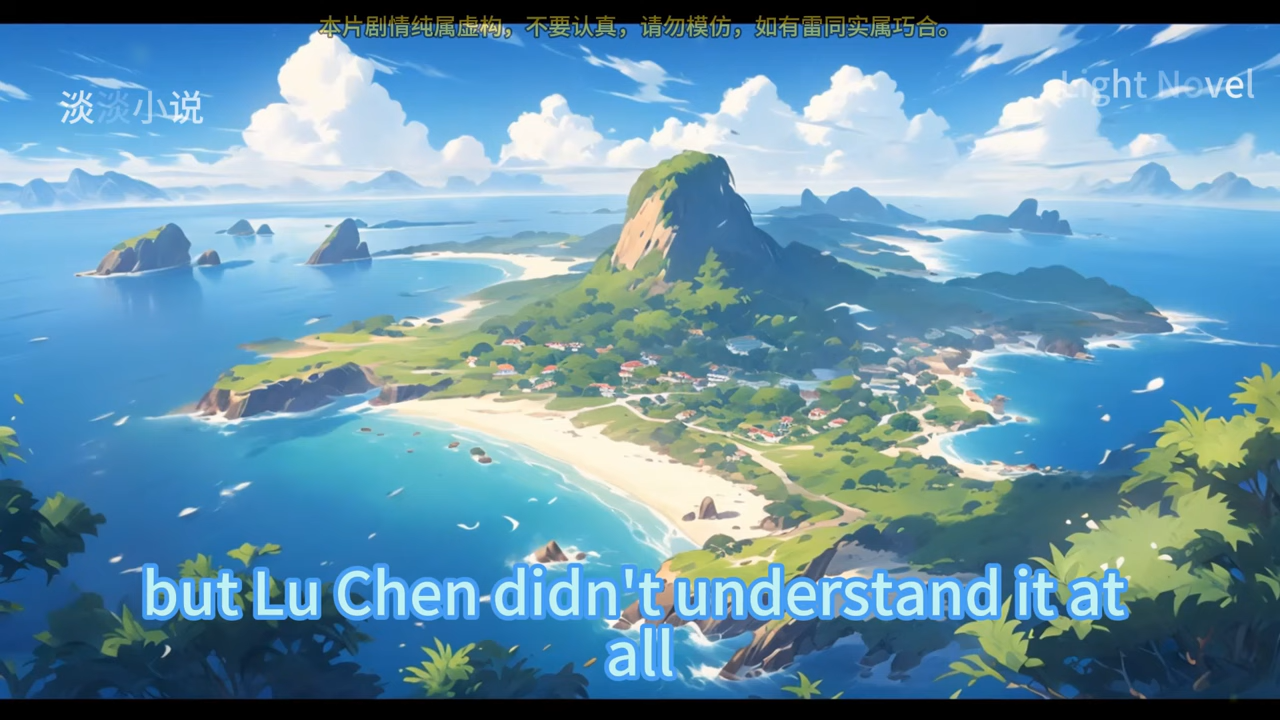 本片剧情纯属虚构，不要认真，请勿模仿，如有雷同实属巧合。
淡淡小说
Light Novel
but Lu Chen didn't understand it at
all